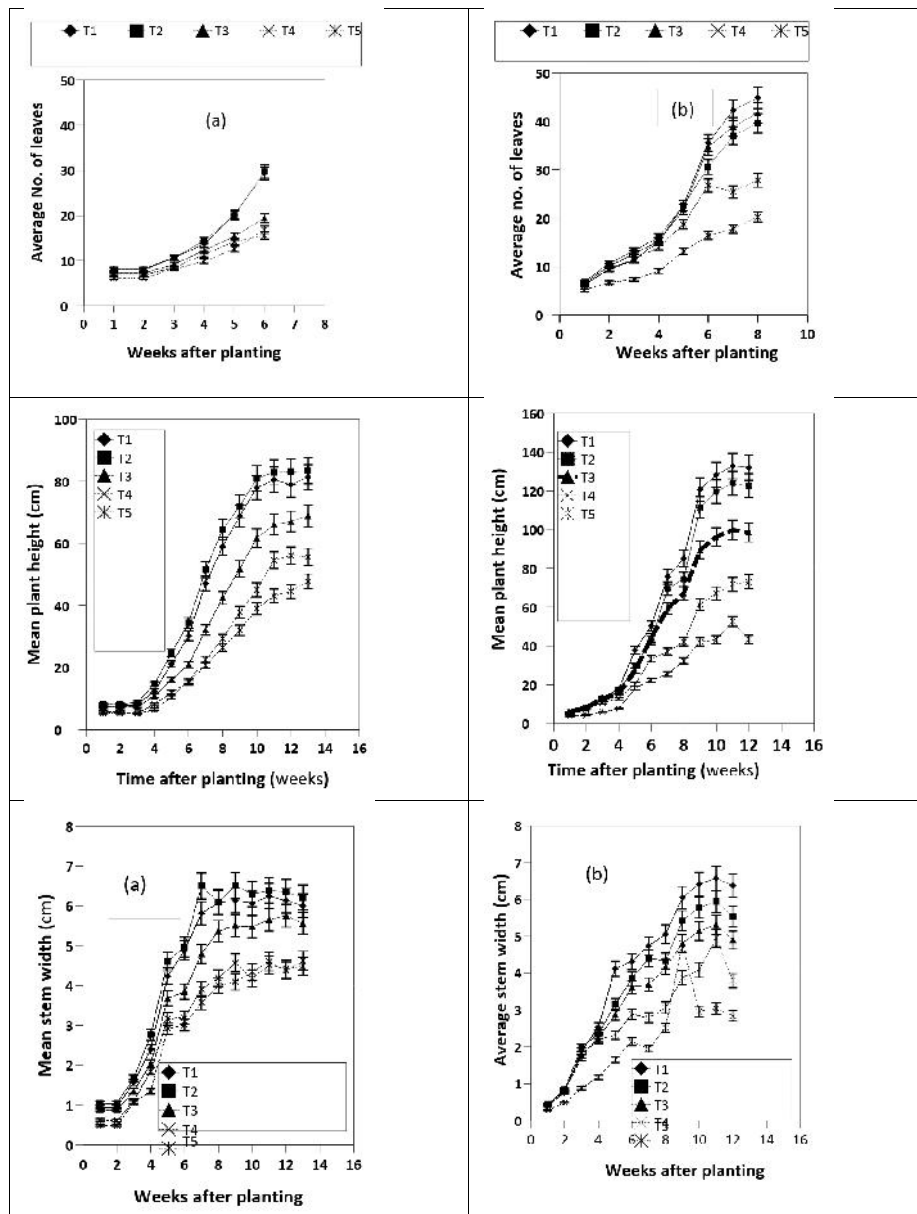 T1 T2 T3 T4 T5
50
40
30
20
10
0
Average No. of leaves
(a)
0 1 2 3 4 5 6 7 8
Weeks after planting
T1 T2 T3 T4 T5
50
40
30
20
10
0
Average no. of leaves
(b)
0 2 4 6 8 10
Weeks after planting
100
80
60
40
20
0
Mean plant height (cm)
T1
T2
T3
T4
T5
0 2 4 6 8 10 12 14 16
Time after planting (weeks)
160
140
120
100
80
60
40
20
0
Mean plant height (cm)
T1
T2
T3
T4
T5
0 2 4 6 8 10 12 14 16
Time after planting (weeks)
8
7
6
5
4
3
2
1
0
Mean stem width (cm)
(a)
T1
T2
T3
T4
T5
0 2 4 6 8 10 12 14 16
Weeks after planting
8
7
6
5
4
3
2
1
0
Average stem width (cm)
(b)
T1
T2
T3
T4
T5
0 2 4 6 8 10 12 14 16
Weeks after planting